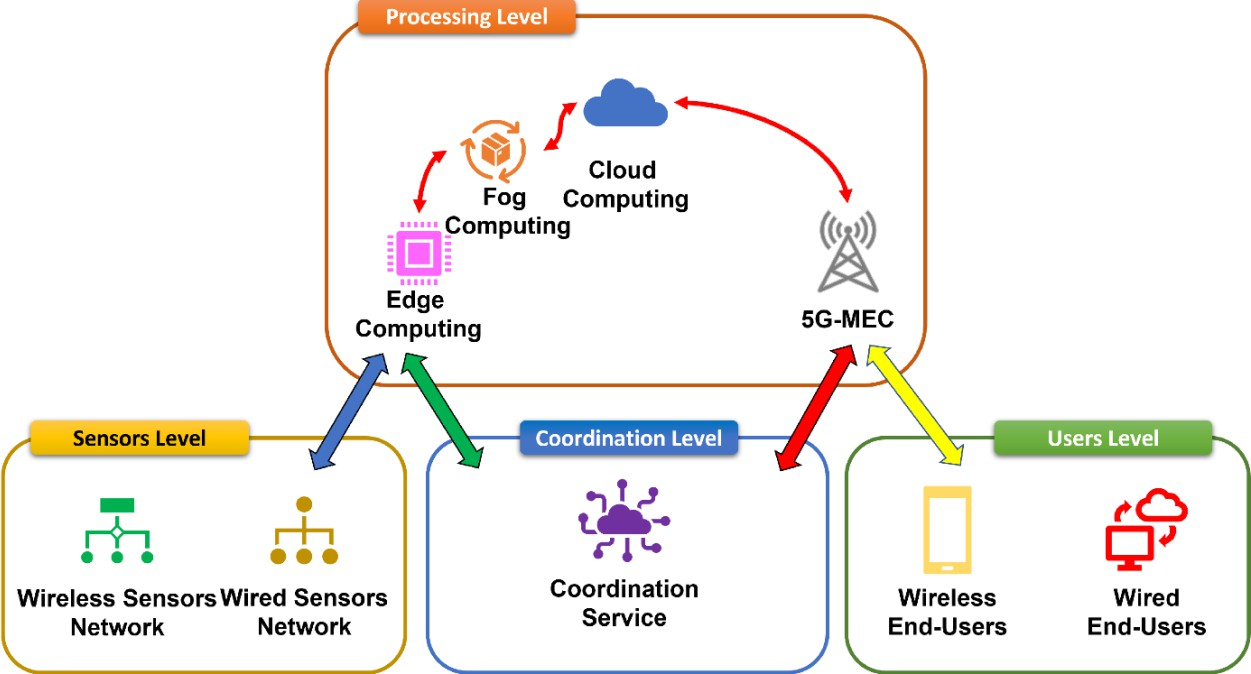 Processing Level
Cloud
Computing
Fog
Computing
Edge
Computing
5G-MEC
Sensors Level
Wireless Sensors
Network
Wired Sensors
Network
Coordination Level
Coordination
Service
Users Level
Wireless
End-Users
Wired
End-Users